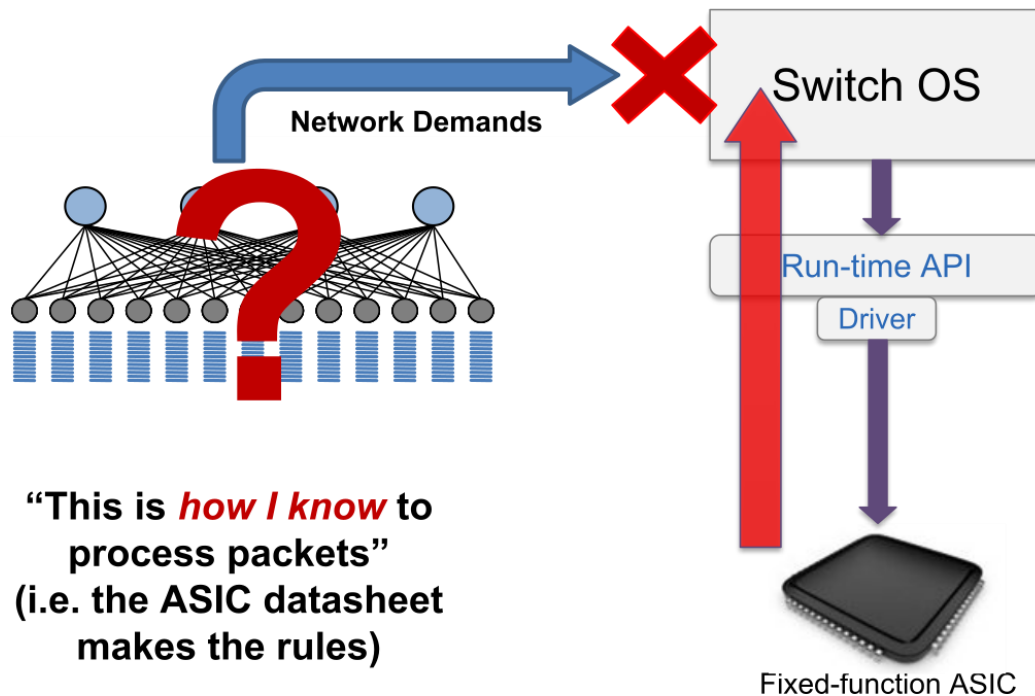 Network Demands
Switch OS
Run-time API
Driver
“This is how I know to
process packets”
(i.e. the ASIC datasheet
makes the rules)
Fixed-function ASIC
?